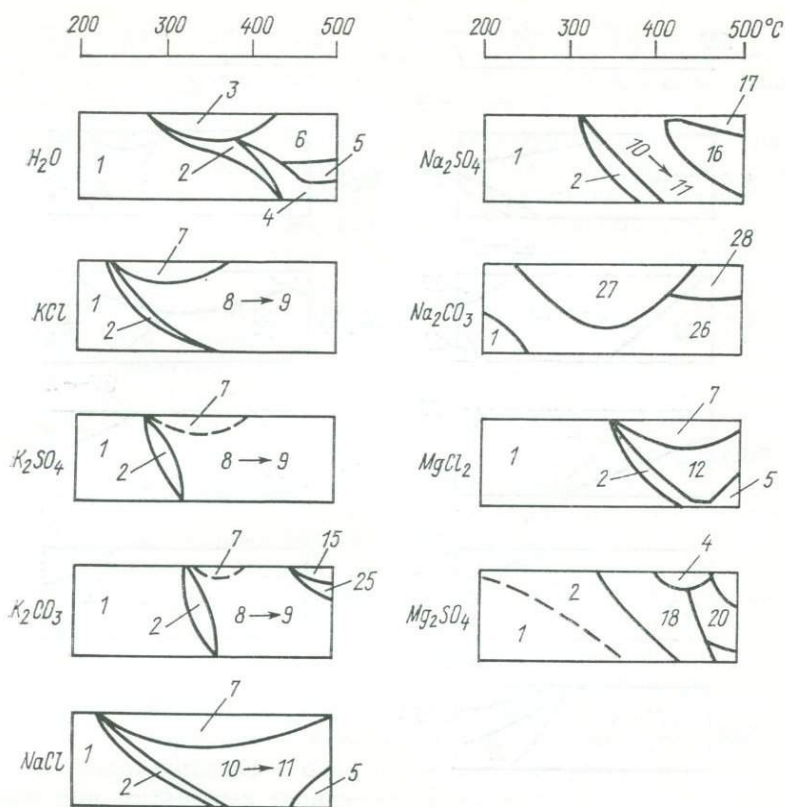 200 300 400 500
200 300 400 500°C
H₂O
1
2
3
6
5
4
KCl
1
2
7
8 → 9
K₂SO₄
1
2
7
8 → 9
K₂CO₃
1
2
7
8 → 9
15
25
NaCl
1
2
7
10 → 11
5
Na₂SO₄
1
2
10 → 11
16
17
Na₂CO₃
1
27
28
26
MgCl₂
1
2
7
12
5
Mg₂SO₄
1
2
18
4
20